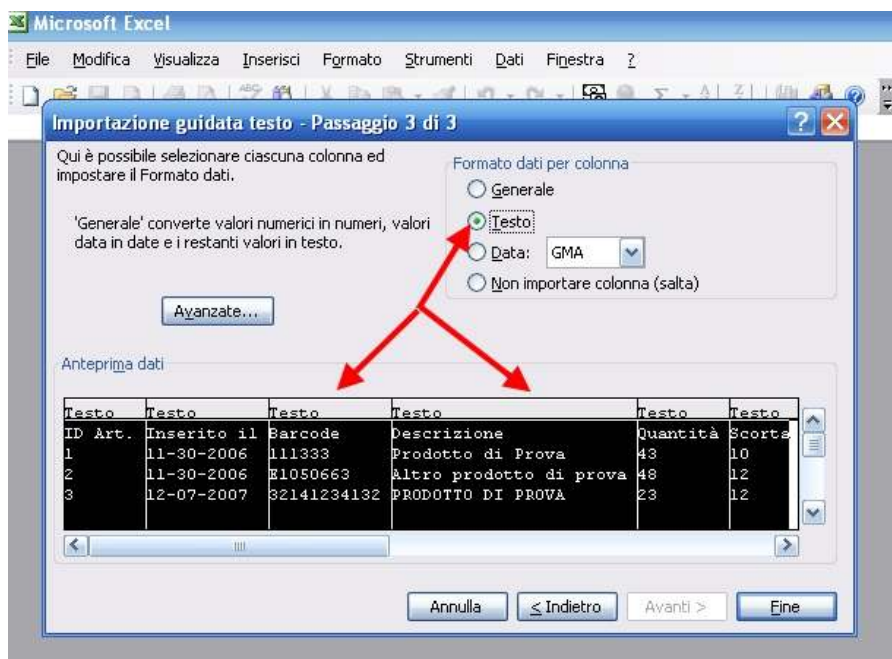 Microsoft Excel
File Modifica Visualizza Inserisci Formato Strumenti Dati Finestra ?
Importazione guidata testo - Passaggio 3 di 3
Qui è possibile selezionare ciascuna colonna ed
impostare il Formato dati.
'Generale' converte valori numerici in numeri, valori
data in date e i restanti valori in testo.
Avanzate...
Formato dati per colonna
Generale
Testo
Data: GMA
Non importare colonna (salta)
Anteprima dati
Testo Testo Testo Testo Testo Testo
ID Art. Inserito il Barcode Descrizione Quantità Scorta
1 11-30-2006 111333 Prodotto di Prova 43 10
2 11-30-2006 E1050663 Altro prodotto di prova 48 12
3 12-07-2007 32141234132 PRODOTTO DI PROVA 23 12
Annulla < Indietro Avanti > Fine